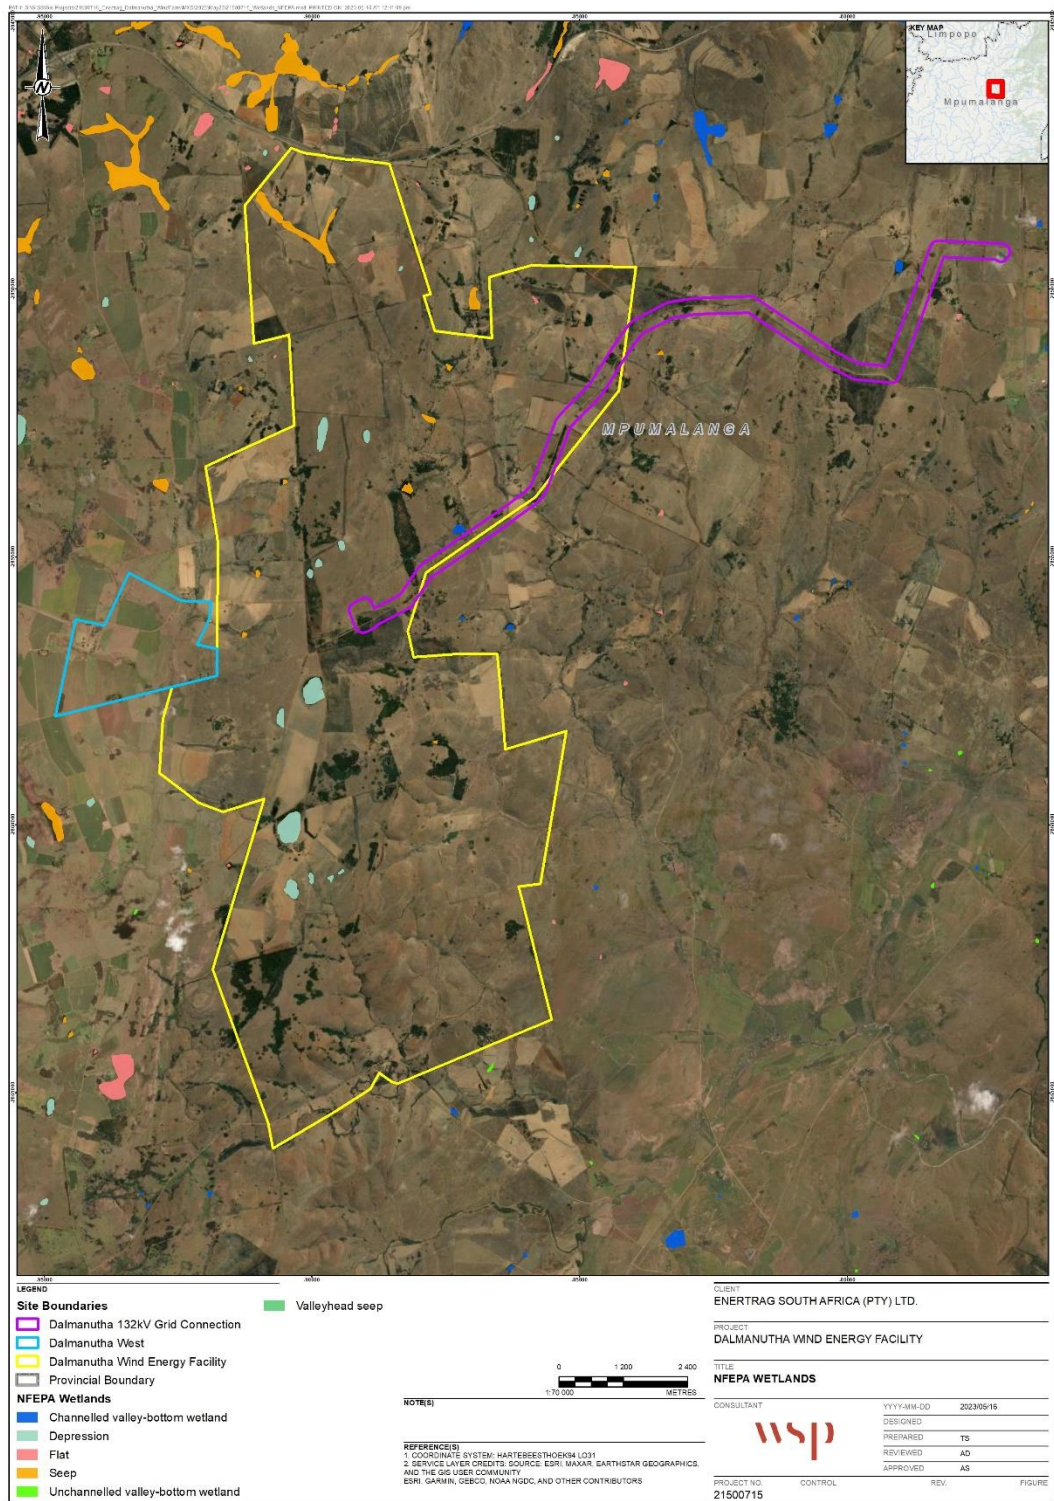 KEY MAP
Limpopo
Mpumalanga
N
MPUMALANGA
LEGEND
Site Boundaries
Dalmanutha 132kV Grid Connection
Dalmanutha West
Dalmanutha Wind Energy Facility
Provincial Boundary
NFEPA Wetlands
Channelled valley-bottom wetland
Depression
Flat
Seep
Unchannelled valley-bottom wetland
Valleyhead seep
0 1 200 2 400
1:70 000 METRES
NOTE(S)
REFERENCE(S)
1. COORDINATE SYSTEM: HARTEBEESTHOEK94 LO31
2. SERVICE LAYER CREDITS: SOURCE: ESRI, MAXAR, EARTHSTAR GEOGRAPHICS,
AND THE GIS USER COMMUNITY
ESRI, GARMIN, GEBCO, NOAA NGDC, AND OTHER CONTRIBUTORS
CLIENT
ENERTRAG SOUTH AFRICA (PTY) LTD.
PROJECT
DALMANUTHA WIND ENERGY FACILITY
TITLE
NFEPA WETLANDS
CONSULTANT
wsp
YYYY-MM-DD 2023/05/16
DESIGNED
PREPARED TS
REVIEWED AD
APPROVED AS
PROJECT NO. CONTROL REV. FIGURE
21500715